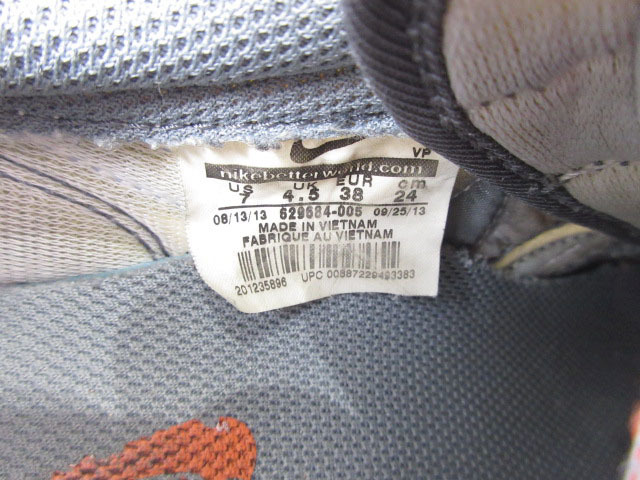 VP
nikebetterworld.com
US UK EUR cm
7 4.5 38 24
08/13/13 629684-005 09/25/13
MADE IN VIETNAM
FABRIQUE AU VIETNAM
201235896 UPC 00887229493383